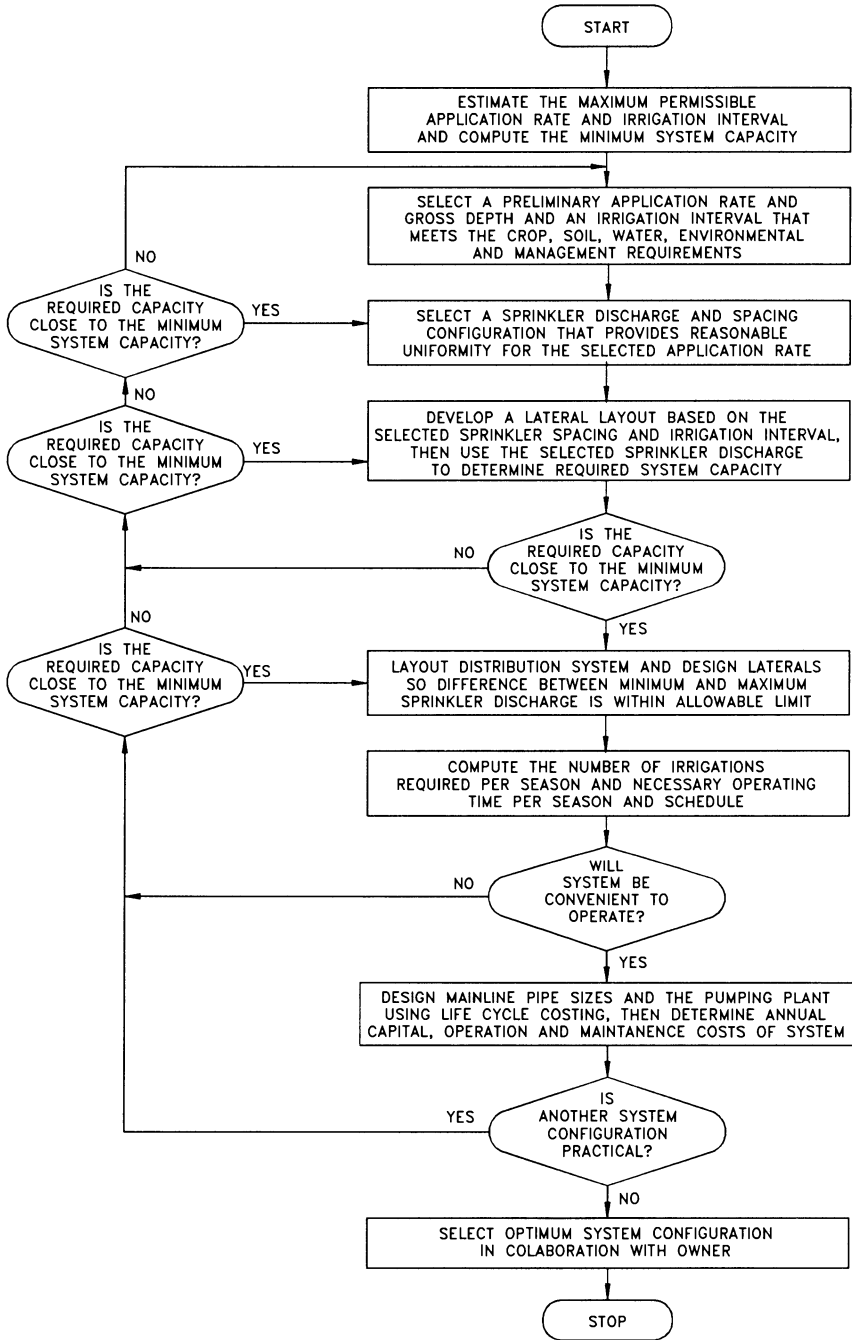 START
ESTIMATE THE MAXIMUM PERMISSIBLE
APPLICATION RATE AND IRRIGATION INTERVAL
AND COMPUTE THE MINIMUM SYSTEM CAPACITY
SELECT A PRELIMINARY APPLICATION RATE AND
GROSS DEPTH AND AN IRRIGATION INTERVAL THAT
MEETS THE CROP, SOIL, WATER, ENVIRONMENTAL
AND MANAGEMENT REQUIREMENTS
NO
IS THE
REQUIRED CAPACITY
CLOSE TO THE MINIMUM
SYSTEM CAPACITY?
YES
SELECT A SPRINKLER DISCHARGE AND SPACING
CONFIGURATION THAT PROVIDES REASONABLE
UNIFORMITY FOR THE SELECTED APPLICATION RATE
NO
IS THE
REQUIRED CAPACITY
CLOSE TO THE MINIMUM
SYSTEM CAPACITY?
YES
DEVELOP A LATERAL LAYOUT BASED ON THE
SELECTED SPRINKLER SPACING AND IRRIGATION INTERVAL,
THEN USE THE SELECTED SPRINKLER DISCHARGE
TO DETERMINE REQUIRED SYSTEM CAPACITY
NO
IS THE
REQUIRED CAPACITY
CLOSE TO THE MINIMUM
SYSTEM CAPACITY?
YES
NO
IS THE
REQUIRED CAPACITY
CLOSE TO THE MINIMUM
SYSTEM CAPACITY?
YES
LAYOUT DISTRIBUTION SYSTEM AND DESIGN LATERALS
SO DIFFERENCE BETWEEN MINIMUM AND MAXIMUM
SPRINKLER DISCHARGE IS WITHIN ALLOWABLE LIMIT
COMPUTE THE NUMBER OF IRRIGATIONS
REQUIRED PER SEASON AND NECESSARY OPERATING
TIME PER SEASON AND SCHEDULE
NO
WILL
SYSTEM BE
CONVENIENT TO
OPERATE?
YES
DESIGN MAINLINE PIPE SIZES AND THE PUMPING PLANT
USING LIFE CYCLE COSTING, THEN DETERMINE ANNUAL
CAPITAL, OPERATION AND MAINTANENCE COSTS OF SYSTEM
YES
IS
ANOTHER SYSTEM
CONFIGURATION
PRACTICAL?
NO
SELECT OPTIMUM SYSTEM CONFIGURATION
IN COLABORATION WITH OWNER
STOP